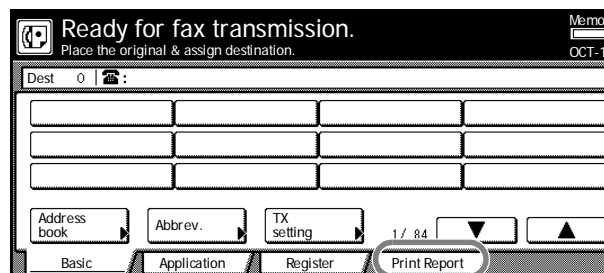 Ready for fax transmission.
Memo
Place the original & assign destination.
OCT-1
Dest 0 ☎:
Address book
Abbrev.
TX setting
1/ 84
Basic
Application
Register
Print Report